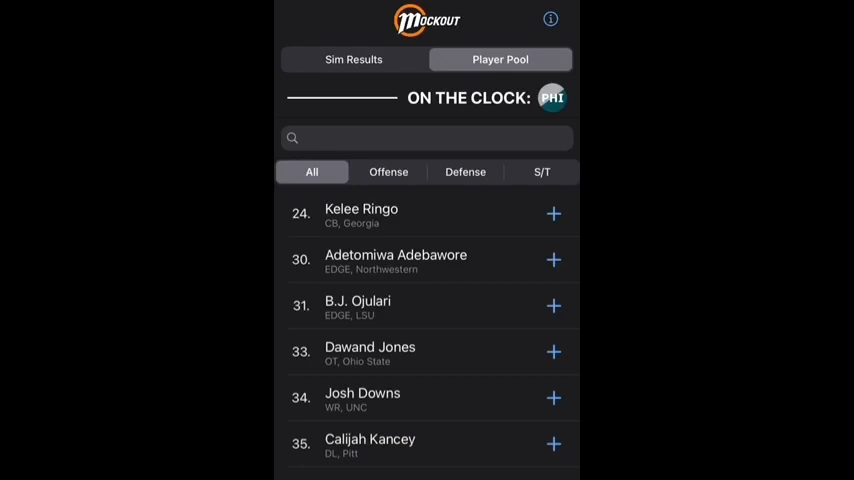 MOCKOUT
Sim Results
Player Pool
ON THE CLOCK: PHI
All
Offense
Defense
S/T
24. Kelee Ringo
CB, Georgia
30. Adetomiwa Adebawore
EDGE, Northwestern
31. B.J. Ojulari
EDGE, LSU
33. Dawand Jones
OT, Ohio State
34. Josh Downs
WR, UNC
35. Calijah Kancey
DL, Pitt